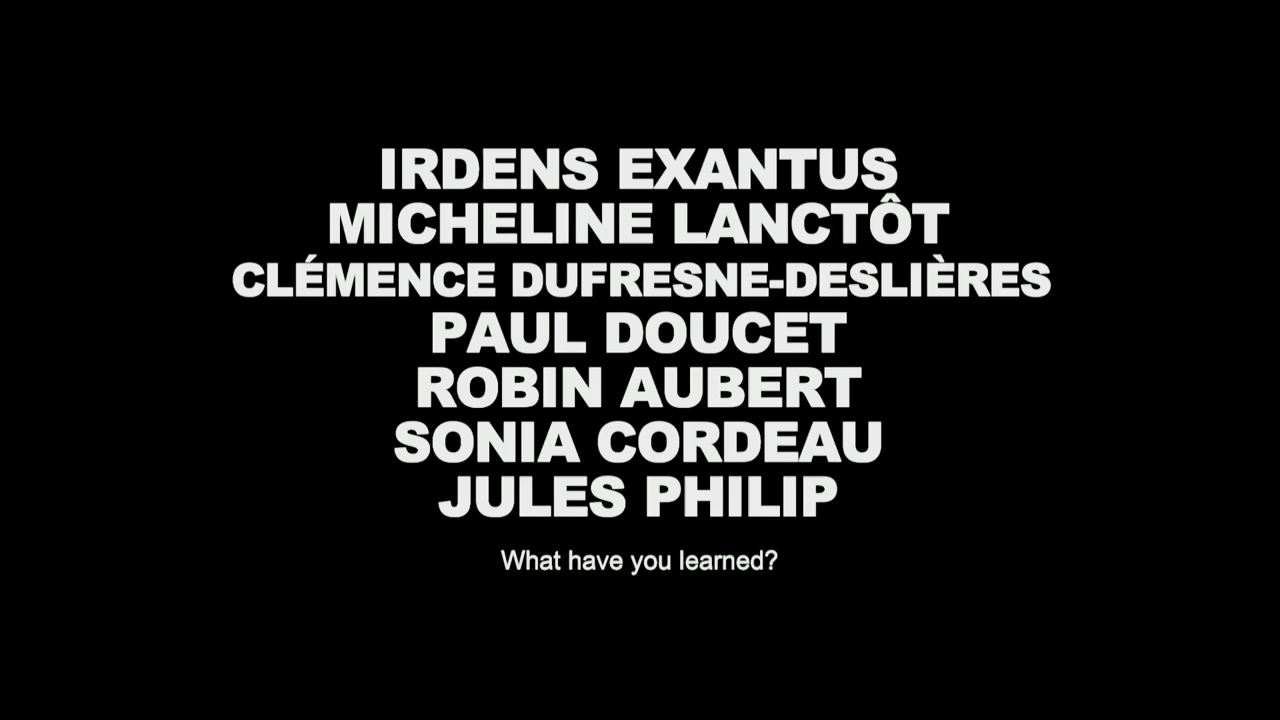 IRDENS EXANTUS
MICHELINE LANCTÔT
CLÉMENCE DUFRESNE-DESLIÈRES
PAUL DOUCET
ROBIN AUBERT
SONIA CORDEAU
JULES PHILIP
What have you learned?